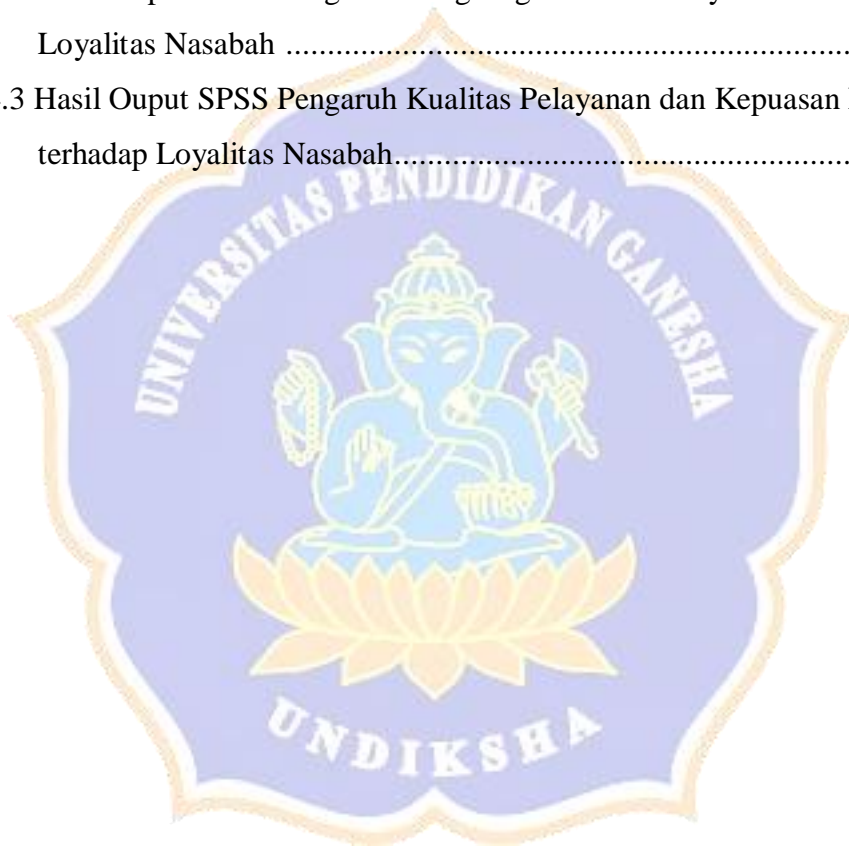 Loyalitas Nasabah ........................................................................
.3 Hasil Ouput SPSS Pengaruh Kualitas Pelayanan dan Kepuasan
terhadap Loyalitas Nasabah..........................................................
UNIVERSITAS PENDIDIKAN GANESHA
UNDIKSHA